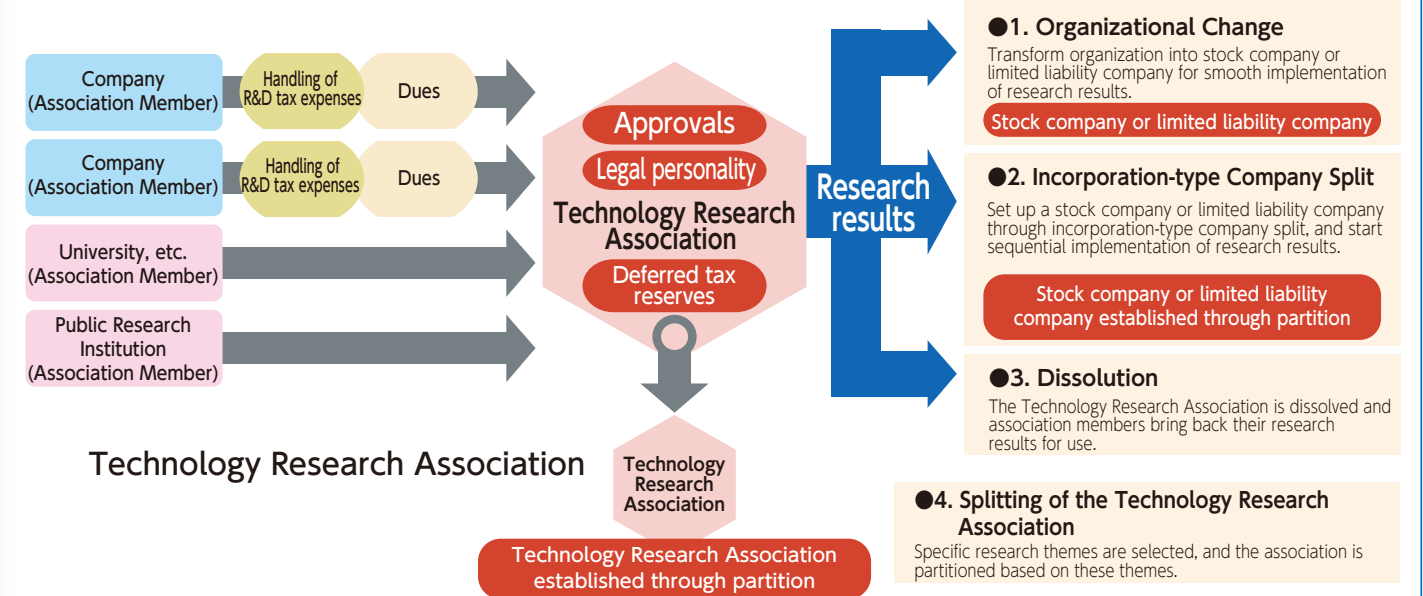 Company
(Association Member)
Handling of
R&D tax expenses
Dues
Company
(Association Member)
Handling of
R&D tax expenses
Dues
University, etc.
(Association Member)
Public Research
Institution
(Association Member)
Approvals
Legal personality
Technology Research
Association
Deferred tax
reserves
Research
results
●1. Organizational Change
Transform organization into stock company or
limited liability company for smooth implementation
of research results.
Stock company or limited liability company
●2. Incorporation-type Company Split
Set up a stock company or limited liability company
through incorporation-type company split, and start
sequential implementation of research results.
Stock company or limited liability
company established through partition
●3. Dissolution
The Technology Research Association is dissolved and
association members bring back their research
results for use.
Technology Research Association
Technology
Research
Association
Technology Research Association
established through partition
●4. Splitting of the Technology Research
Association
Specific research themes are selected, and the association is
partitioned based on these themes.